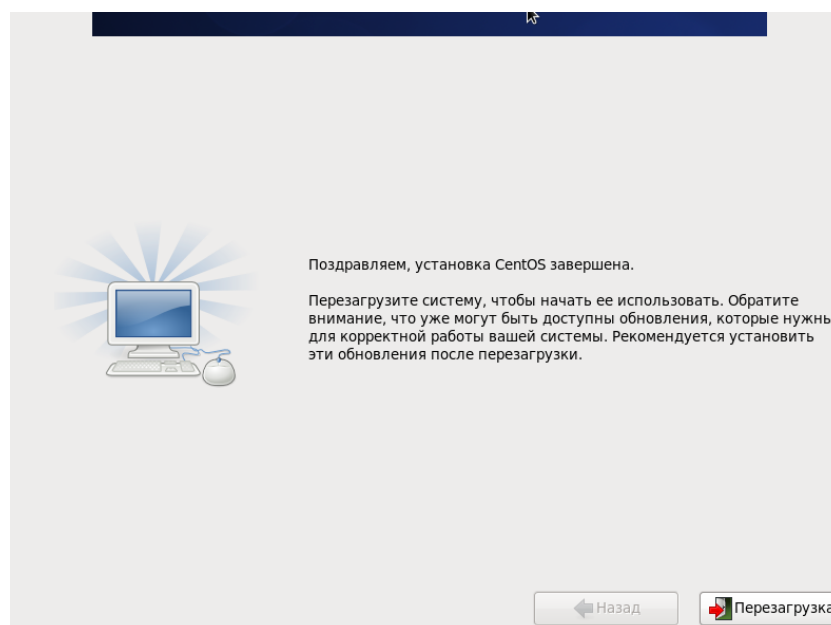 Поздравляем, установка CentOS завершена.
Перезагрузите систему, чтобы начать ее использовать. Обратите
внимание, что уже могут быть доступны обновления, которые нужны
для корректной работы вашей системы. Рекомендуется установить
эти обновления после перезагрузки.
Назад
Перезагрузка